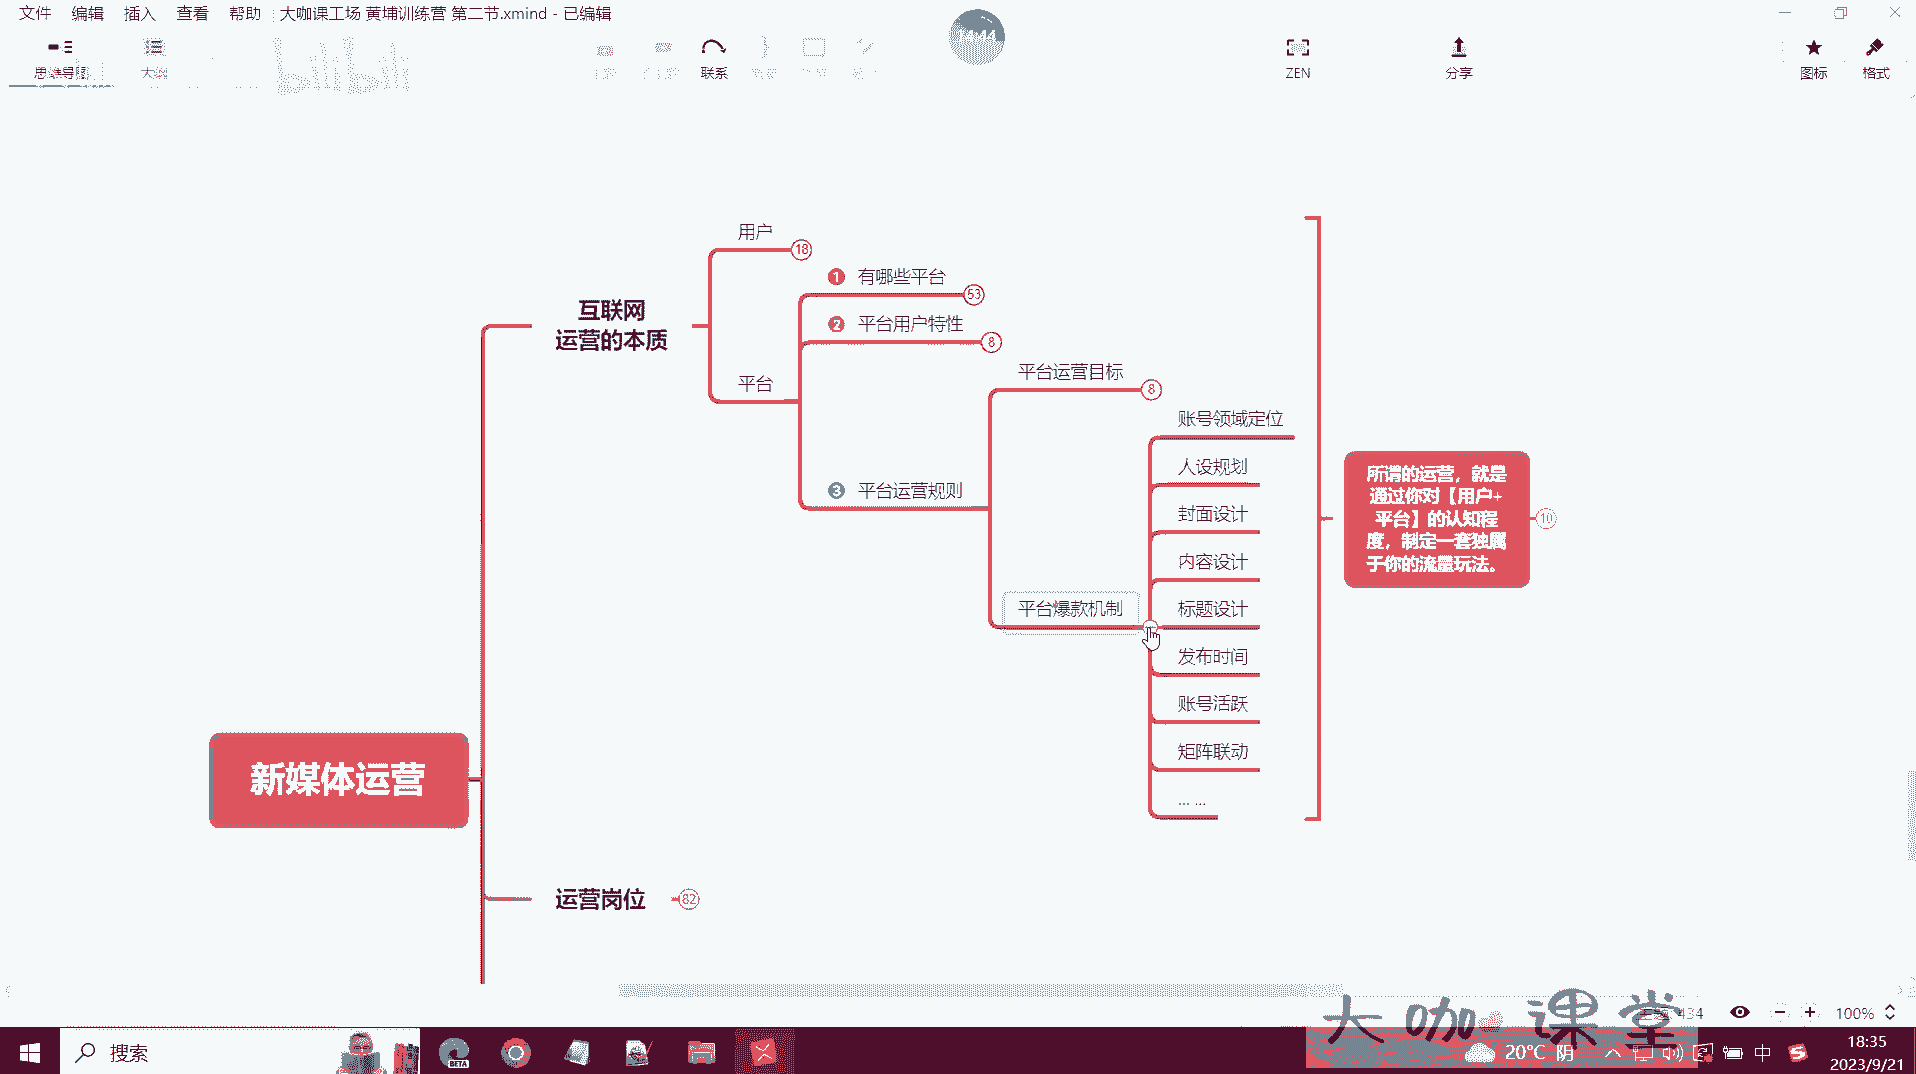 文件 编辑 插入 查看 帮助 大咖课工场 黄埔训练营 第二节.xmind - 已编辑
14:44
思维导图 大纲 联系 ZEN 分享 图标 格式
bilibili
用户
18
1 有哪些平台
53
互联网
运营的本质
2 平台用户特性
8
平台
平台运营目标
8
账号领域定位
人设规划
3 平台运营规则
封面设计
内容设计
平台爆款机制
标题设计
发布时间
账号活跃
矩阵联动
... ...
所谓的运营，就是
通过你对【用户+
平台】的认知程
度，制定一套独属
于你的流量玩法。
10
新媒体运营
运营岗位
82
大咖课堂
434
100%
搜索
BETA
20°C 阴
中
18:35
2023/9/21